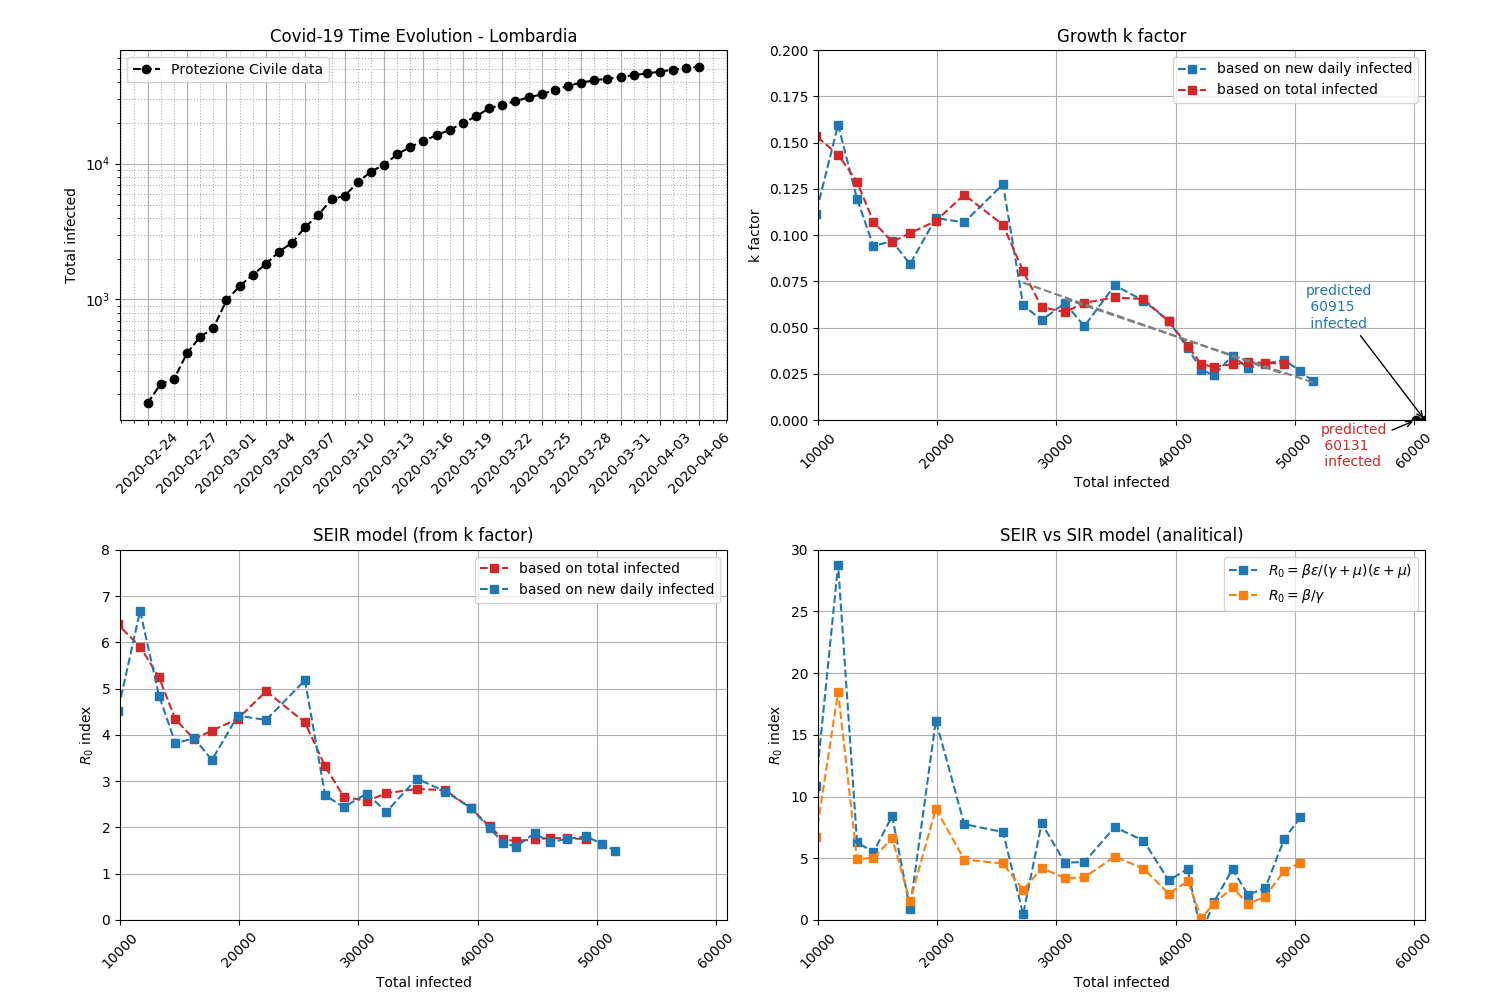 Covid-19 Time Evolution - Lombardia
Protezione Civile data
Total infected
10⁴
10³
2020-02-24
2020-02-27
2020-03-01
2020-03-04
2020-03-07
2020-03-10
2020-03-13
2020-03-16
2020-03-19
2020-03-22
2020-03-25
2020-03-28
2020-03-31
2020-04-03
2020-04-06
Growth k factor
based on new daily infected
based on total infected
k factor
0.200
0.175
0.150
0.125
0.100
0.075
0.050
0.025
0.000
predicted
60915
infected
predicted
60131
infected
10000
20000
30000
40000
50000
60000
Total infected
SEIR model (from k factor)
based on total infected
based on new daily infected
R₀ index
8
7
6
5
4
3
2
1
0
10000
20000
30000
40000
50000
60000
Total infected
SEIR vs SIR model (analitical)
R₀ = βε/(γ + μ)(ε + μ)
R₀ = β/γ
R₀ index
30
25
20
15
10
5
0
10000
20000
30000
40000
50000
60000
Total infected